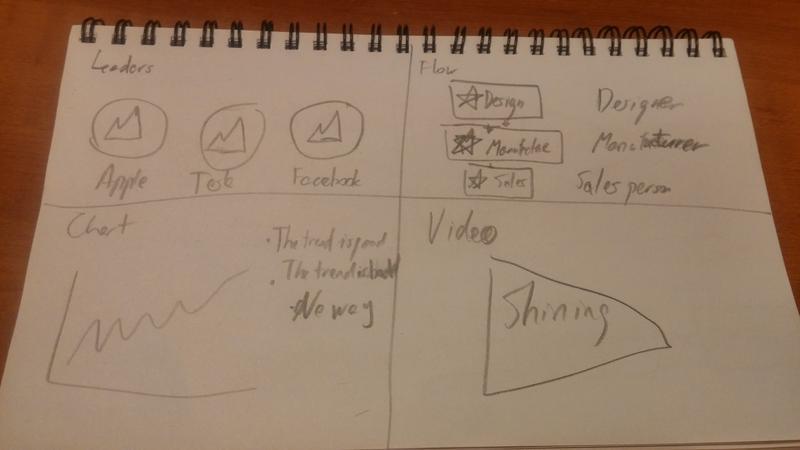 Leaders
Apple
Tesla
Facebook
Flow
Design
Designer
Manufacturer
Sales
Sales person
Chart
• The trend is good
• The trend is bad
• No way
Video
Shining